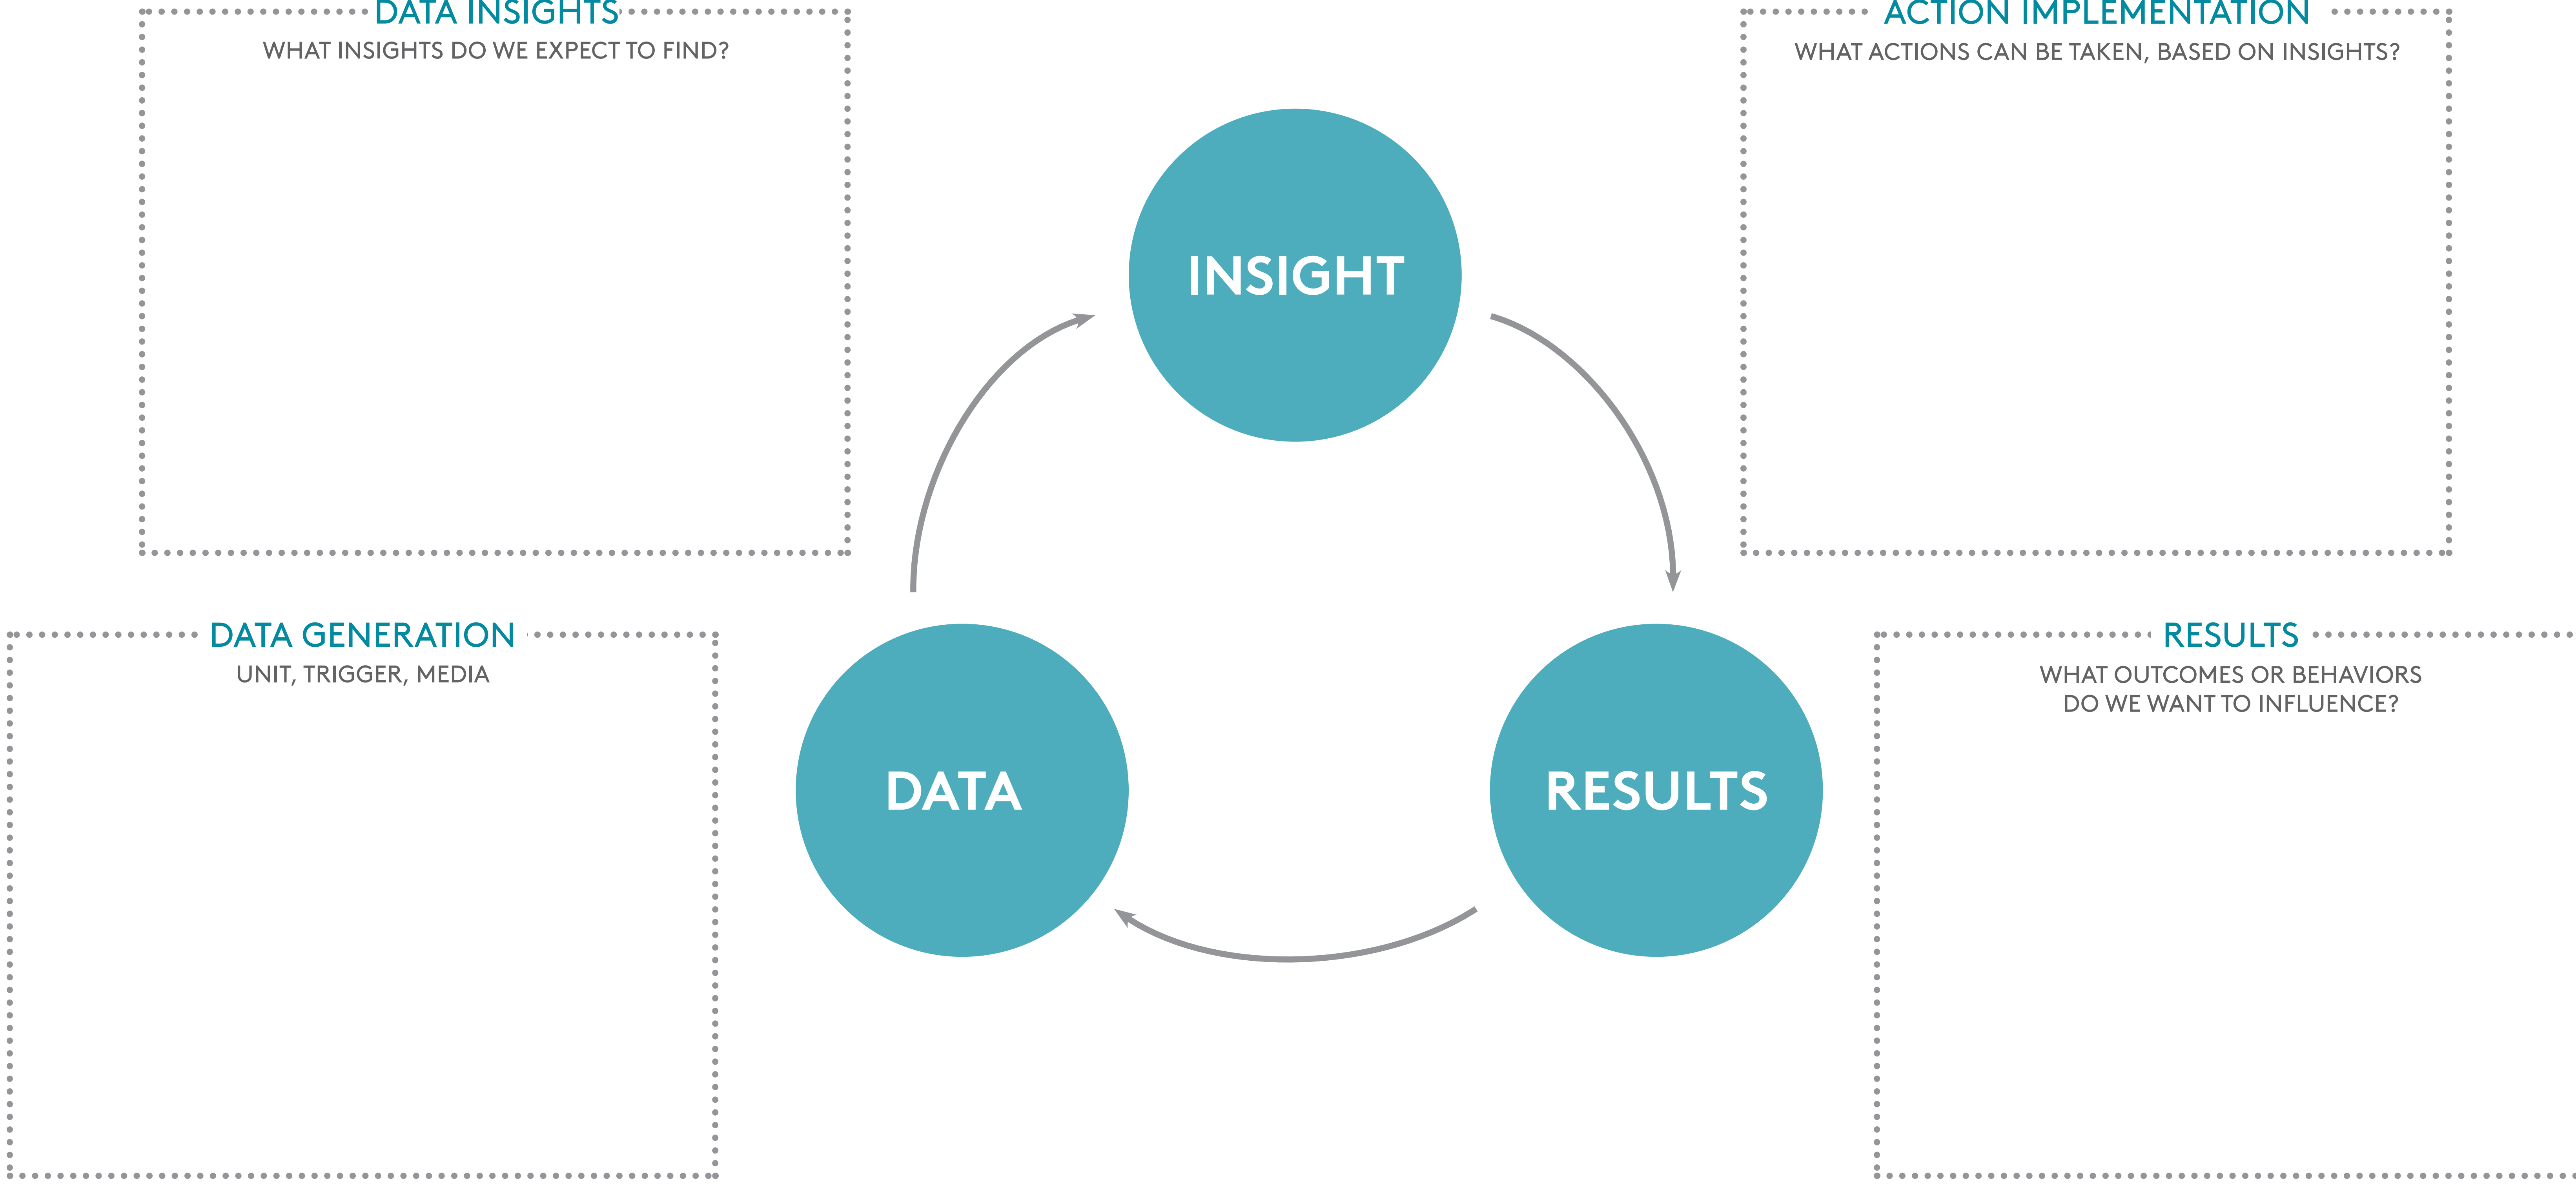 DATA INSIGHTS
WHAT INSIGHTS DO WE EXPECT TO FIND?
ACTION IMPLEMENTATION
WHAT ACTIONS CAN BE TAKEN, BASED ON INSIGHTS?
INSIGHT
DATA GENERATION
UNIT, TRIGGER, MEDIA
DATA
RESULTS
RESULTS
WHAT OUTCOMES OR BEHAVIORS
DO WE WANT TO INFLUENCE?